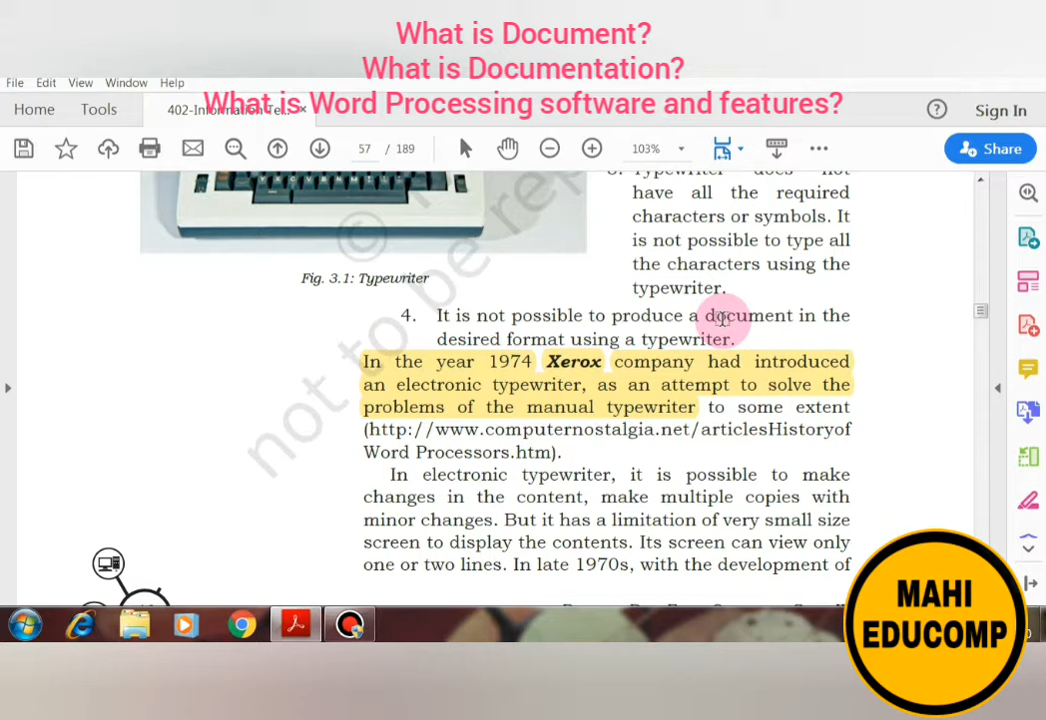 What is Document?
What is Documentation?
What is Word Processing software and features?
File Edit View Window Help
Home Tools 402-Information Te... × Sign In
57 / 189 103% Share
have all the required
characters or symbols. It
is not possible to type all
the characters using the
typewriter.
Fig. 3.1: Typewriter
4. It is not possible to produce a document in the
desired format using a typewriter.
In the year 1974 Xerox company had introduced
an electronic typewriter, as an attempt to solve the
problems of the manual typewriter to some extent
(http://www.computernostalgia.net/articlesHistoryof
Word Processors.htm).
In electronic typewriter, it is possible to make
changes in the content, make multiple copies with
minor changes. But it has a limitation of very small size
screen to display the contents. Its screen can view only
one or two lines. In late 1970s, with the development of
© not to be rep
MAHI
EDUCOMP